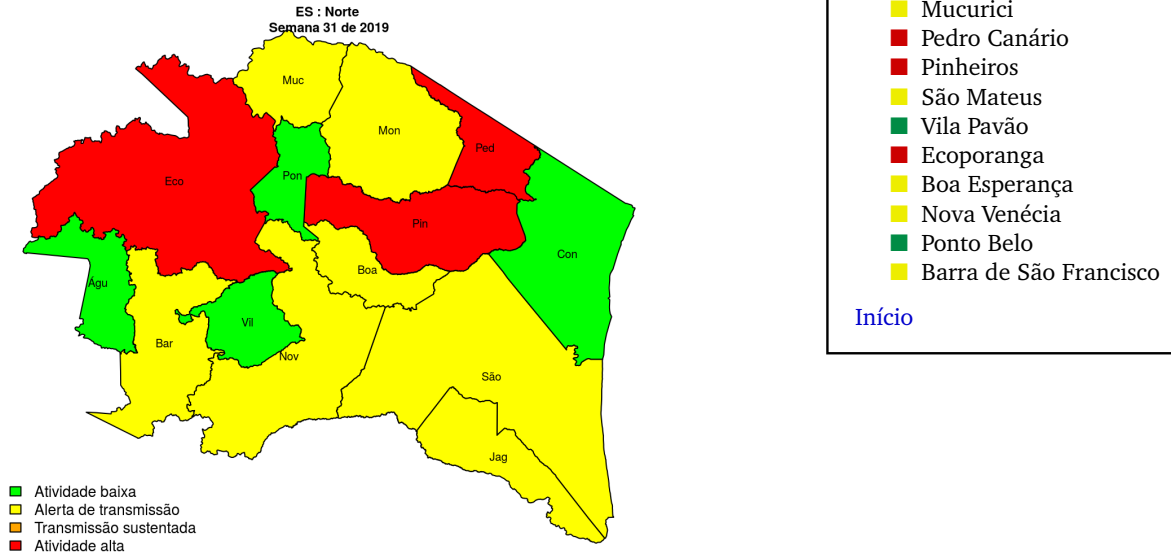 ES : Norte
Semana 31 de 2019
Muc
Mon
Ped
Eco
Pon
Pin
Con
Boa
Águ
Vil
Bar
Nov
São
Jag
Atividade baixa
Alerta de transmissão
Transmissão sustentada
Atividade alta
Mucurici
Pedro Canário
Pinheiros
São Mateus
Vila Pavão
Ecoporanga
Boa Esperança
Nova Venécia
Ponto Belo
Barra de São Francisco
Início